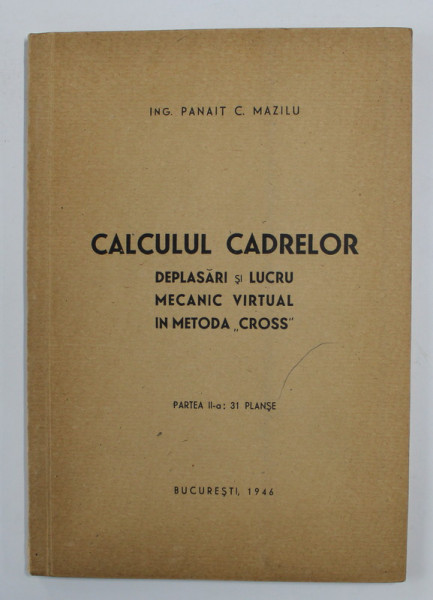 ING. PANAIT C. MAZILU
CALCULUL CADRELOR
DEPLASĂRI și LUCRU
MECANIC VIRTUAL
IN METODA „CROSS"
PARTEA II-a: 31 PLANȘE
BUCUREȘTI, 1946